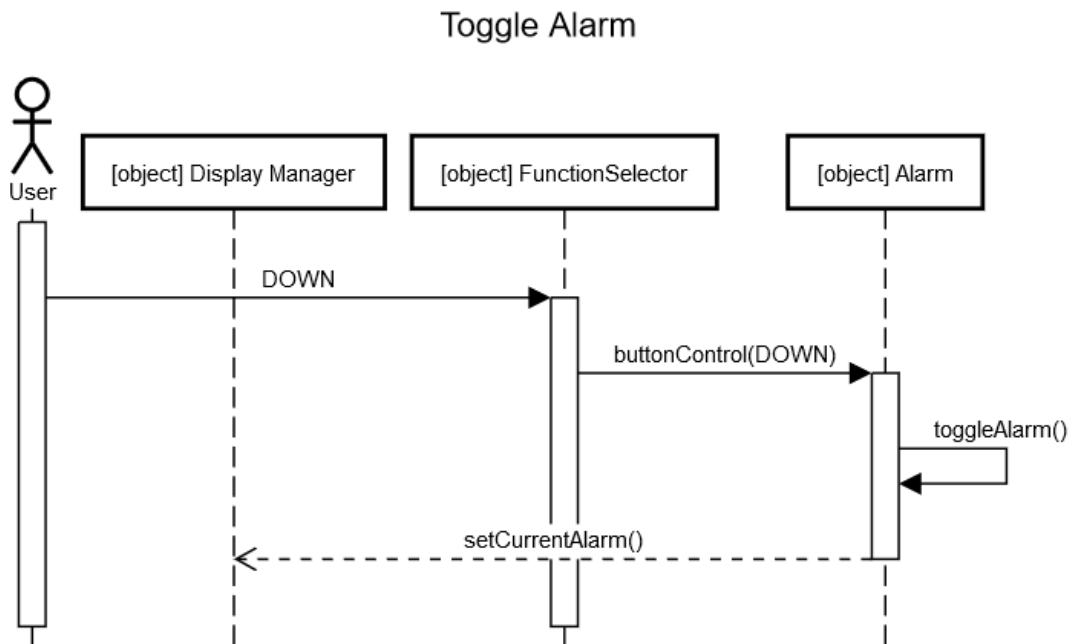 Toggle Alarm
User
[object] Display Manager
[object] FunctionSelector
[object] Alarm
DOWN
buttonControl(DOWN)
toggleAlarm()
setCurrentAlarm()